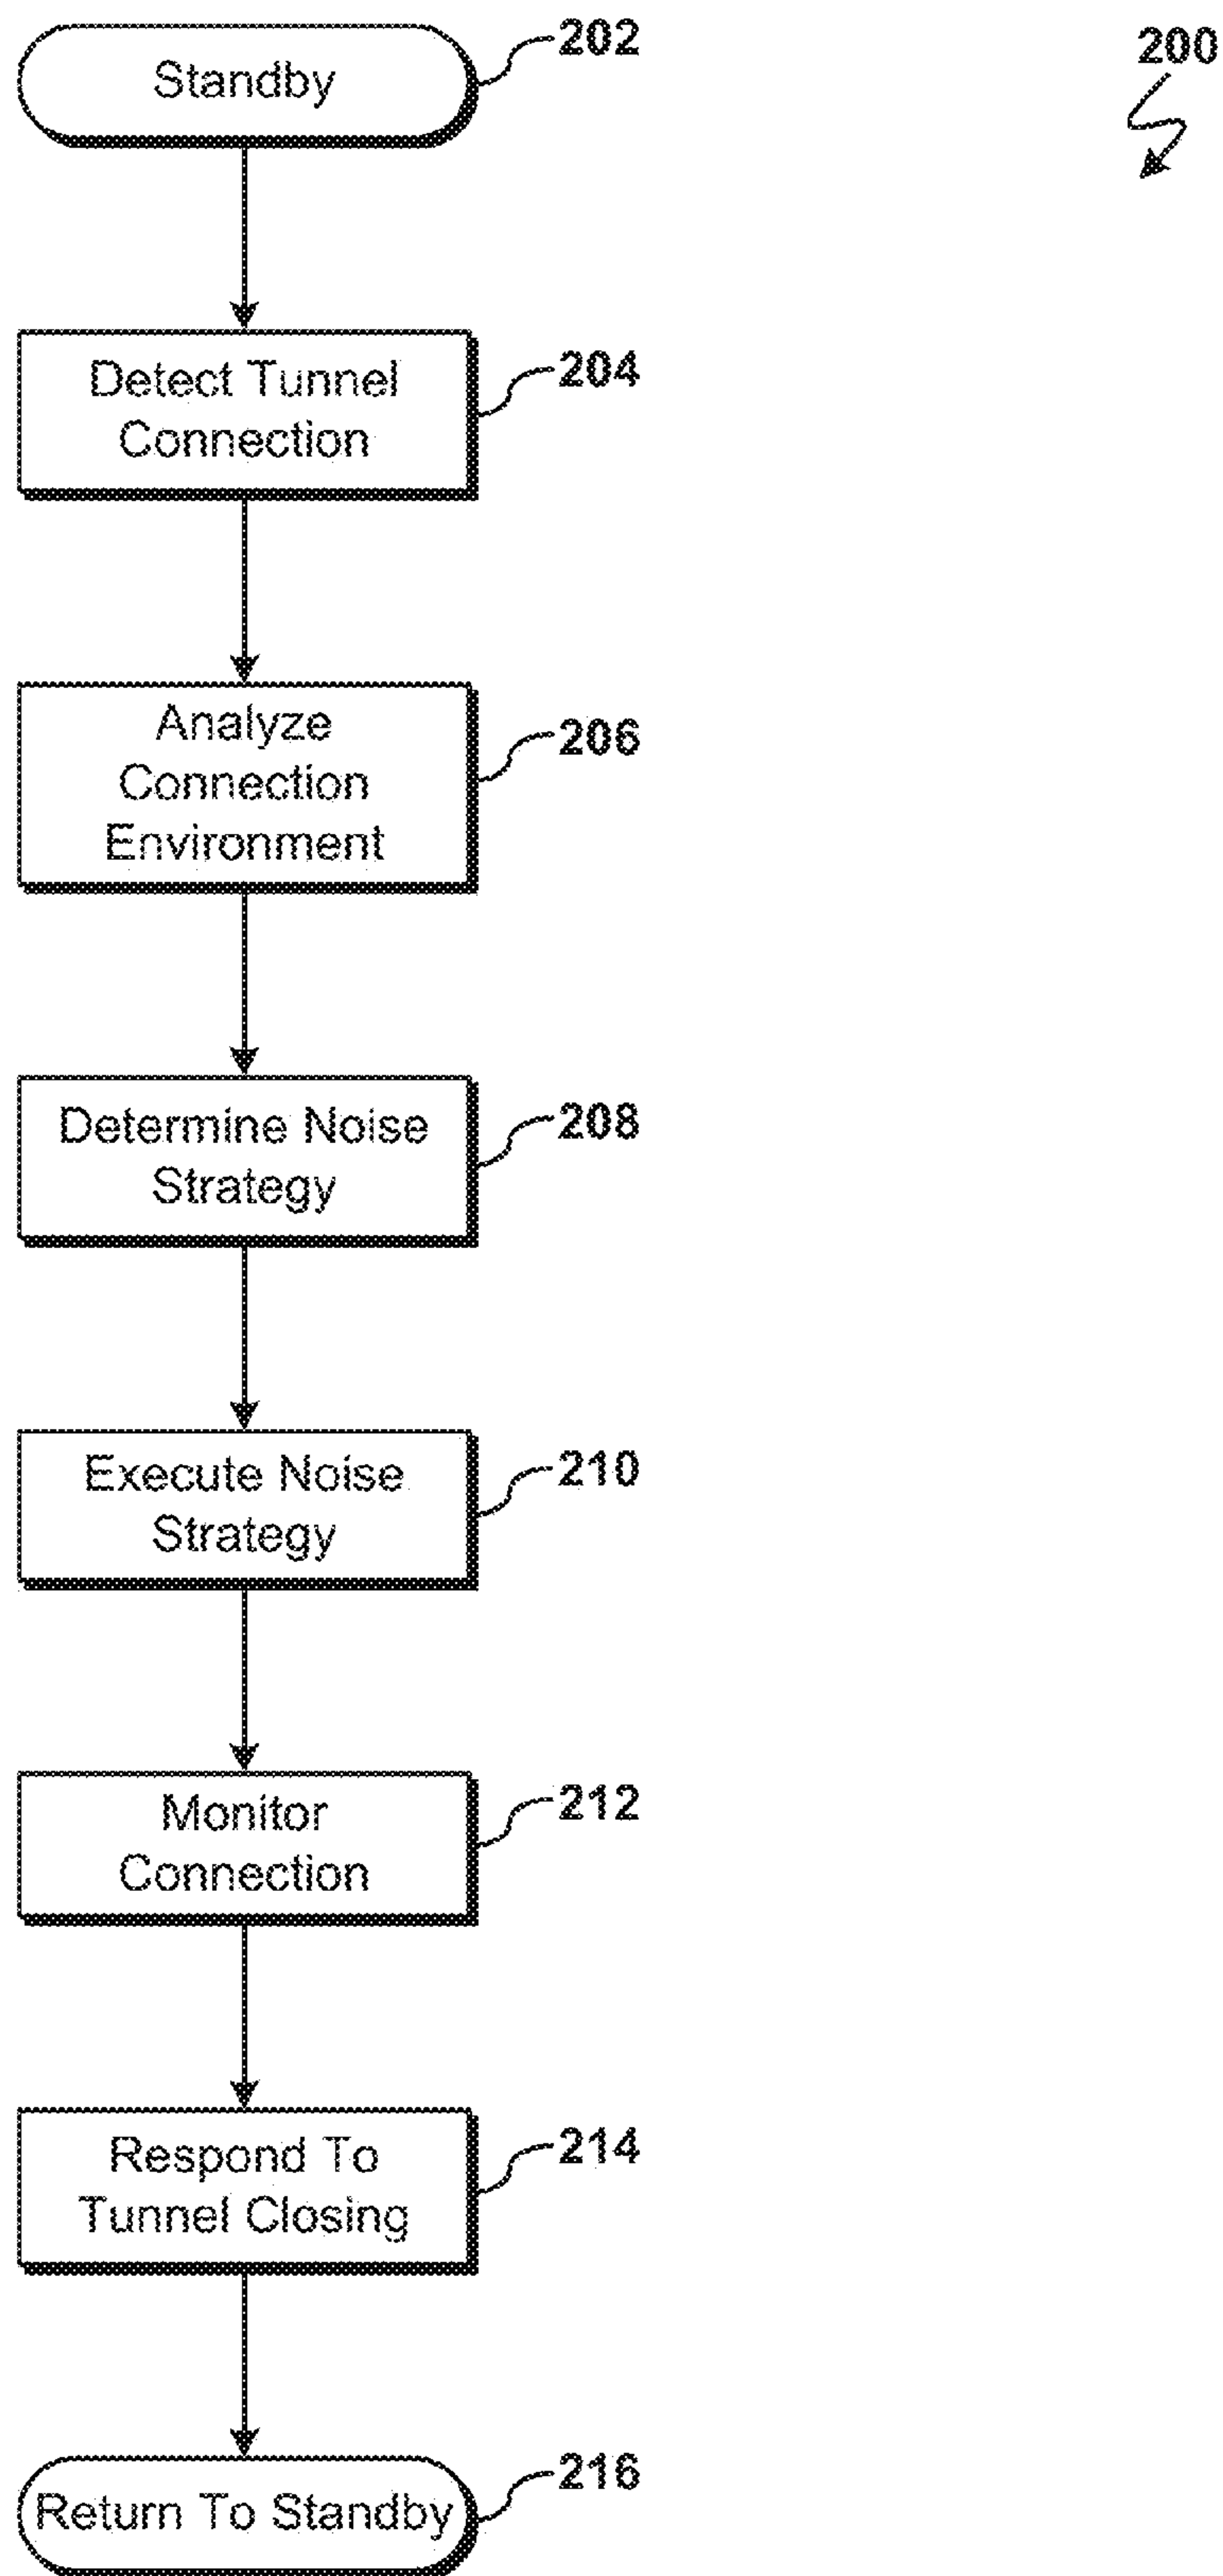 202
200
Standby
204
Detect Tunnel
Connection
206
Analyze
Connection
Environment
208
Determine Noise
Strategy
210
Execute Noise
Strategy
212
Monitor
Connection
214
Respond To
Tunnel Closing
216
Return To Standby